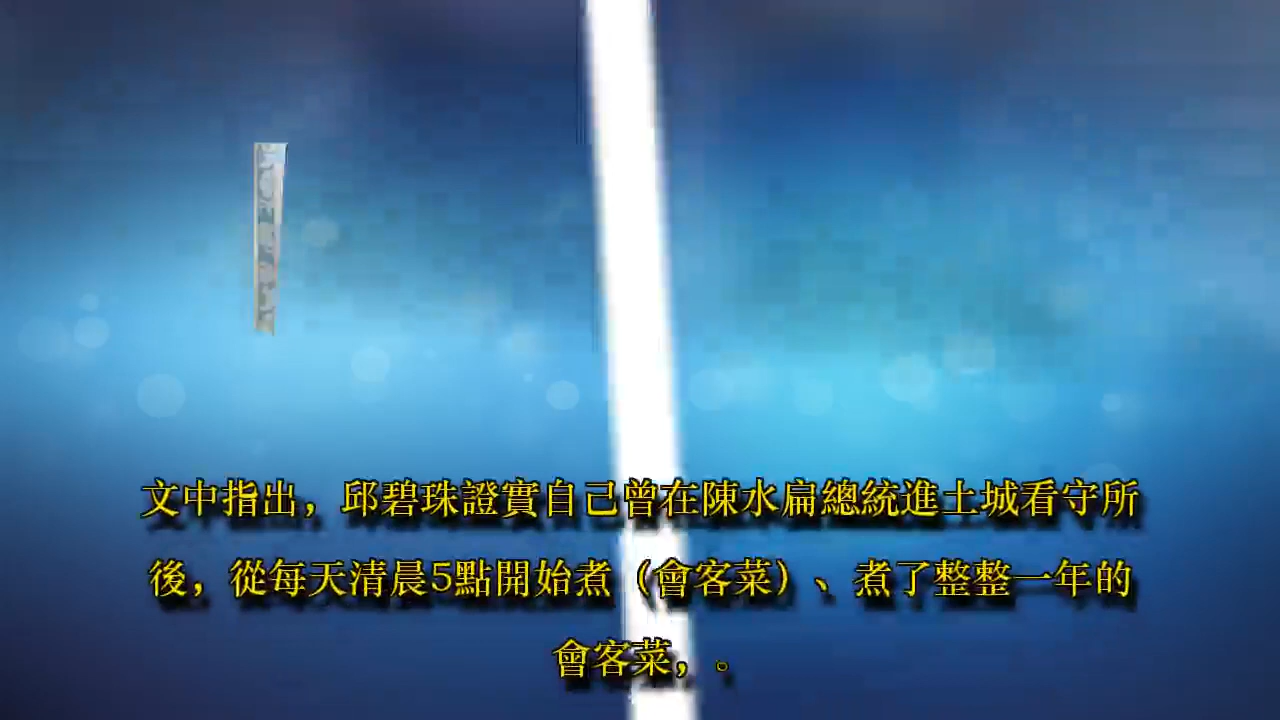 文中指出，邱碧珠證實自己曾在陳水扁總統進土城看守所
後，從每天清晨5點開始煮（會客菜）、煮了整整一年的
會客菜，。